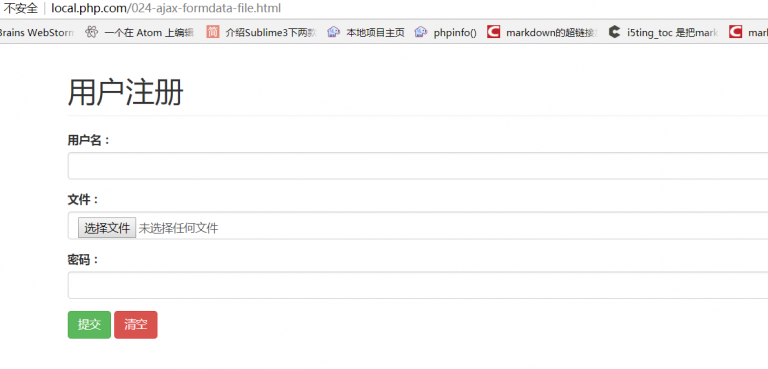 不安全 | local.php.com/024-ajax-formdata-file.html
Brains WebStorm 一个在 Atom 上编辑 介绍Sublime3下两款 本地项目主页 phpinfo() markdown的超链接 i5ting_toc 是把mark mark
用户注册
用户名：
文件：
选择文件 未选择任何文件
密码：
提交 清空